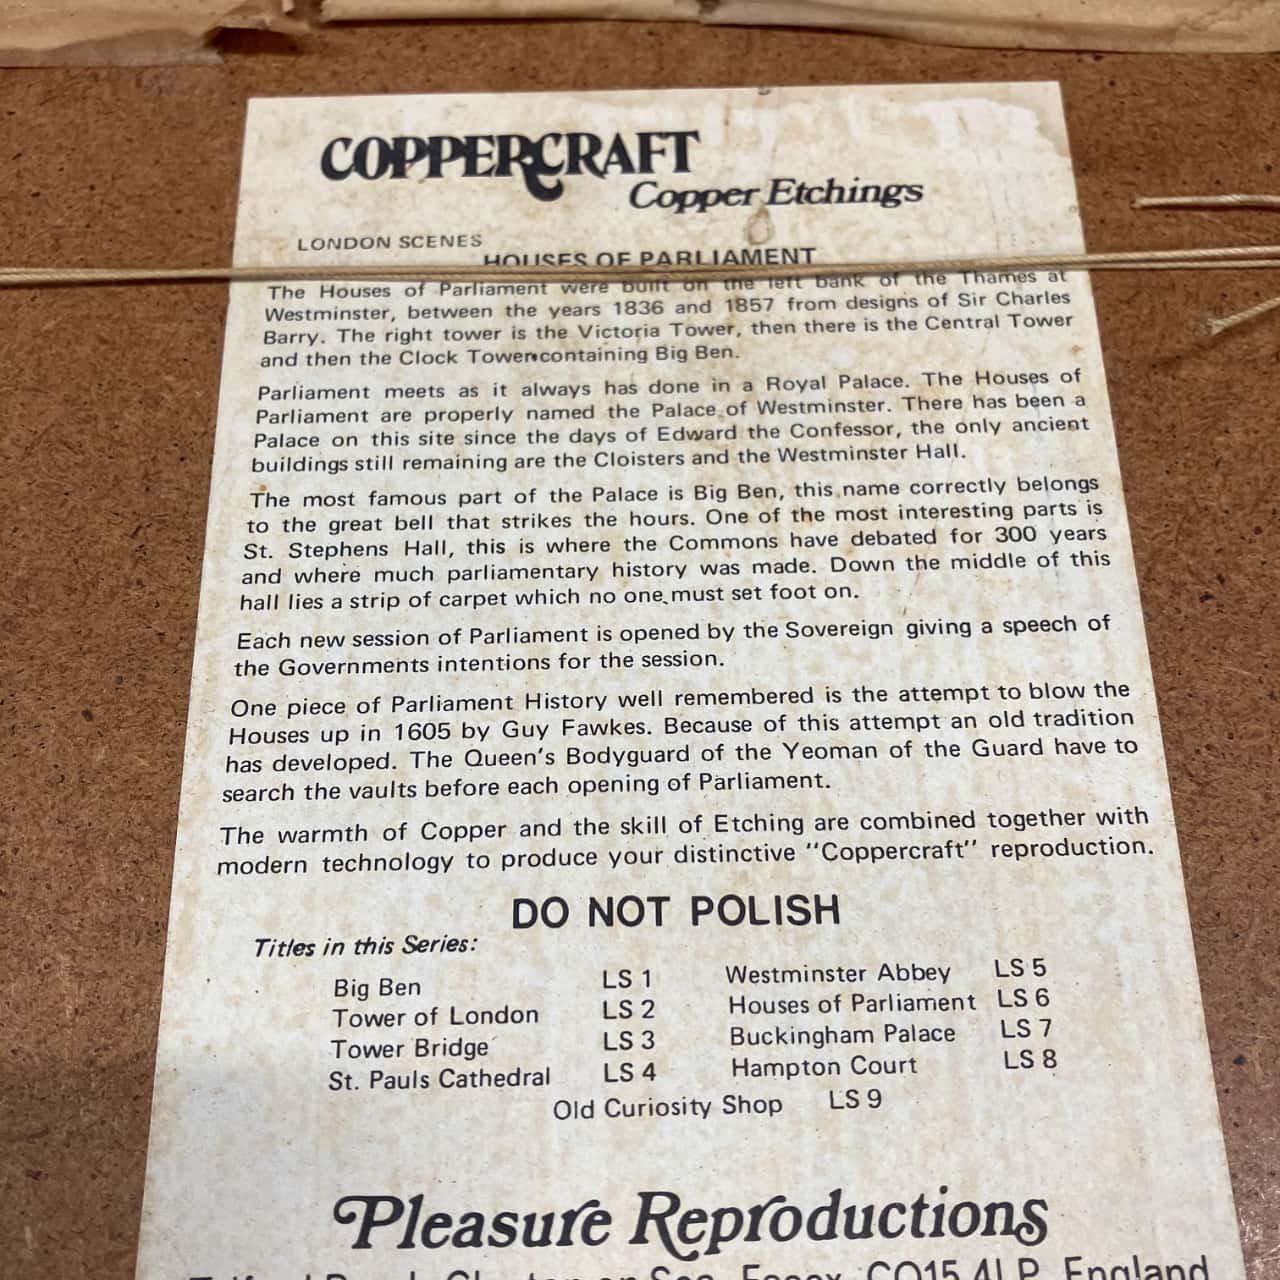 COPPERCRAFT
Copper Etchings
LONDON SCENES
HOUSES OF PARLIAMENT
The Houses of Parliament were built on the left bank of the Thames at
Westminster, between the years 1836 and 1857 from designs of Sir Charles
Barry. The right tower is the Victoria Tower, then there is the Central Tower
and then the Clock Tower containing Big Ben.
Parliament meets as it always has done in a Royal Palace. The Houses of
Parliament are properly named the Palace of Westminster. There has been a
Palace on this site since the days of Edward the Confessor, the only ancient
buildings still remaining are the Cloisters and the Westminster Hall.
The most famous part of the Palace is Big Ben, this name correctly belongs
to the great bell that strikes the hours. One of the most interesting parts is
St. Stephens Hall, this is where the Commons have debated for 300 years
and where much parliamentary history was made. Down the middle of this
hall lies a strip of carpet which no one must set foot on.
Each new session of Parliament is opened by the Sovereign giving a speech of
the Governments intentions for the session.
One piece of Parliament History well remembered is the attempt to blow the
Houses up in 1605 by Guy Fawkes. Because of this attempt an old tradition
has developed. The Queen's Bodyguard of the Yeoman of the Guard have to
search the vaults before each opening of Parliament.
The warmth of Copper and the skill of Etching are combined together with
modern technology to produce your distinctive "Coppercraft" reproduction.
DO NOT POLISH
Titles in this Series:
Big Ben LS 1 Westminster Abbey LS 5
Tower of London LS 2 Houses of Parliament LS 6
Tower Bridge LS 3 Buckingham Palace LS 7
St. Pauls Cathedral LS 4 Hampton Court LS 8
Old Curiosity Shop LS 9
Pleasure Reproductions
Essex CO15 4LP England